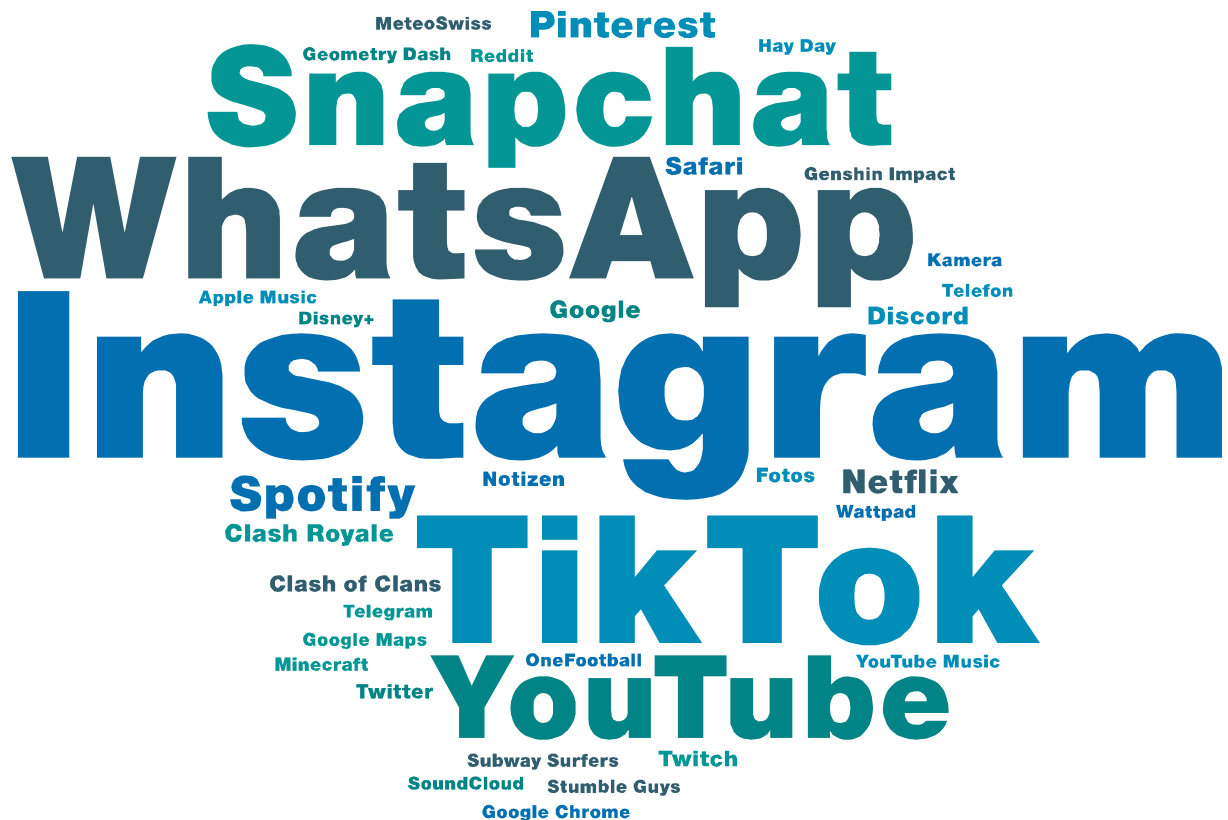 MeteoSwiss
Pinterest
Geometry Dash
Reddit
Hay Day
Snapchat
WhatsApp
Safari
Genshin Impact
Kamera
Apple Music
Telefon
Disney+
Google
Discord
Instagram
Spotify
Notizen
Fotos
Netflix
Wattpad
Clash Royale
TikTok
Clash of Clans
Telegram
Google Maps
Minecraft
OneFootball
YouTube Music
Twitter
YouTube
Subway Surfers
Twitch
SoundCloud
Stumble Guys
Google Chrome